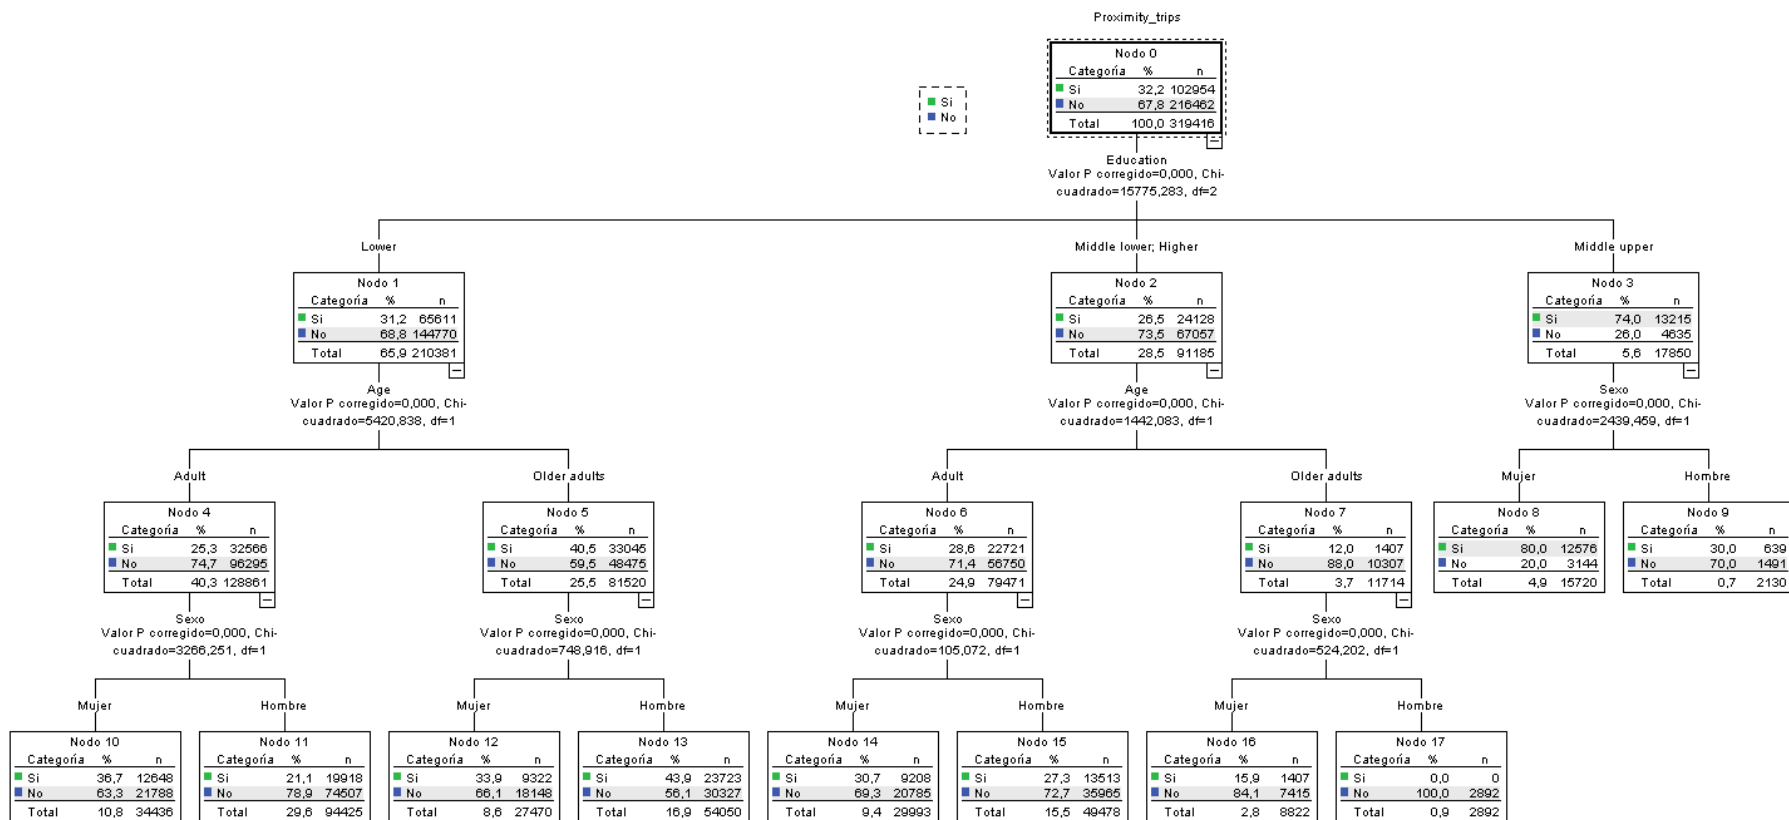 Proximity_trips
Nodo 0
Categoría % n
Si 32,2 102954
No 67,8 216462
Total 100,0 319416
Si
No
Education
Valor P corregido=0,000, Chi-
cuadrado=15775,283, df=2
Lower
Middle lower; Higher
Middle upper
Nodo 1
Categoría % n
Si 31,2 65611
No 68,8 144770
Total 65,9 210381
Nodo 2
Categoría % n
Si 26,5 24128
No 73,5 67057
Total 28,5 91185
Nodo 3
Categoría % n
Si 74,0 13215
No 26,0 4635
Total 5,6 17850
Age
Valor P corregido=0,000, Chi-
cuadrado=5420,838, df=1
Age
Valor P corregido=0,000, Chi-
cuadrado=1442,083, df=1
Sexo
Valor P corregido=0,000, Chi-
cuadrado=2439,459, df=1
Adult
Older adults
Adult
Older adults
Mujer
Hombre
Nodo 4
Categoría % n
Si 25,3 32566
No 74,7 96295
Total 40,3 128861
Nodo 5
Categoría % n
Si 40,5 33045
No 59,5 48475
Total 25,5 81520
Nodo 6
Categoría % n
Si 28,6 22721
No 71,4 56750
Total 24,9 79471
Nodo 7
Categoría % n
Si 12,0 1407
No 88,0 10307
Total 3,7 11714
Nodo 8
Categoría % n
Si 80,0 12576
No 20,0 3144
Total 4,9 15720
Nodo 9
Categoría % n
Si 30,0 639
No 70,0 1491
Total 0,7 2130
Sexo
Valor P corregido=0,000, Chi-
cuadrado=3266,251, df=1
Sexo
Valor P corregido=0,000, Chi-
cuadrado=748,916, df=1
Sexo
Valor P corregido=0,000, Chi-
cuadrado=105,072, df=1
Sexo
Valor P corregido=0,000, Chi-
cuadrado=524,202, df=1
Mujer
Hombre
Mujer
Hombre
Mujer
Hombre
Mujer
Hombre
Nodo 10
Categoría % n
Si 36,7 12648
No 63,3 21788
Total 10,8 34436
Nodo 11
Categoría % n
Si 21,1 19918
No 78,9 74507
Total 29,6 94425
Nodo 12
Categoría % n
Si 33,9 9322
No 66,1 18148
Total 8,6 27470
Nodo 13
Categoría % n
Si 43,9 23723
No 56,1 30327
Total 16,9 54050
Nodo 14
Categoría % n
Si 30,7 9208
No 69,3 20785
Total 9,4 29993
Nodo 15
Categoría % n
Si 27,3 13513
No 72,7 35965
Total 15,5 49478
Nodo 16
Categoría % n
Si 15,9 1407
No 84,1 7415
Total 2,8 8822
Nodo 17
Categoría % n
Si 0,0 0
No 100,0 2892
Total 0,9 2892